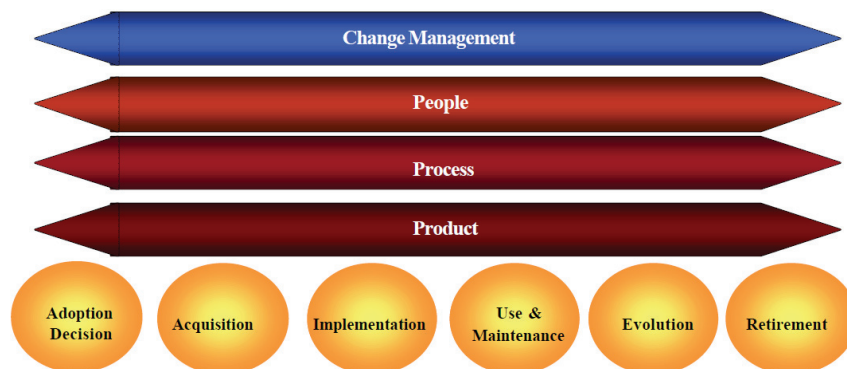 Change Management
People
Process
Product
Adoption
Decision
Acquisition
Implementation
Use &
Maintenance
Evolution
Retirement